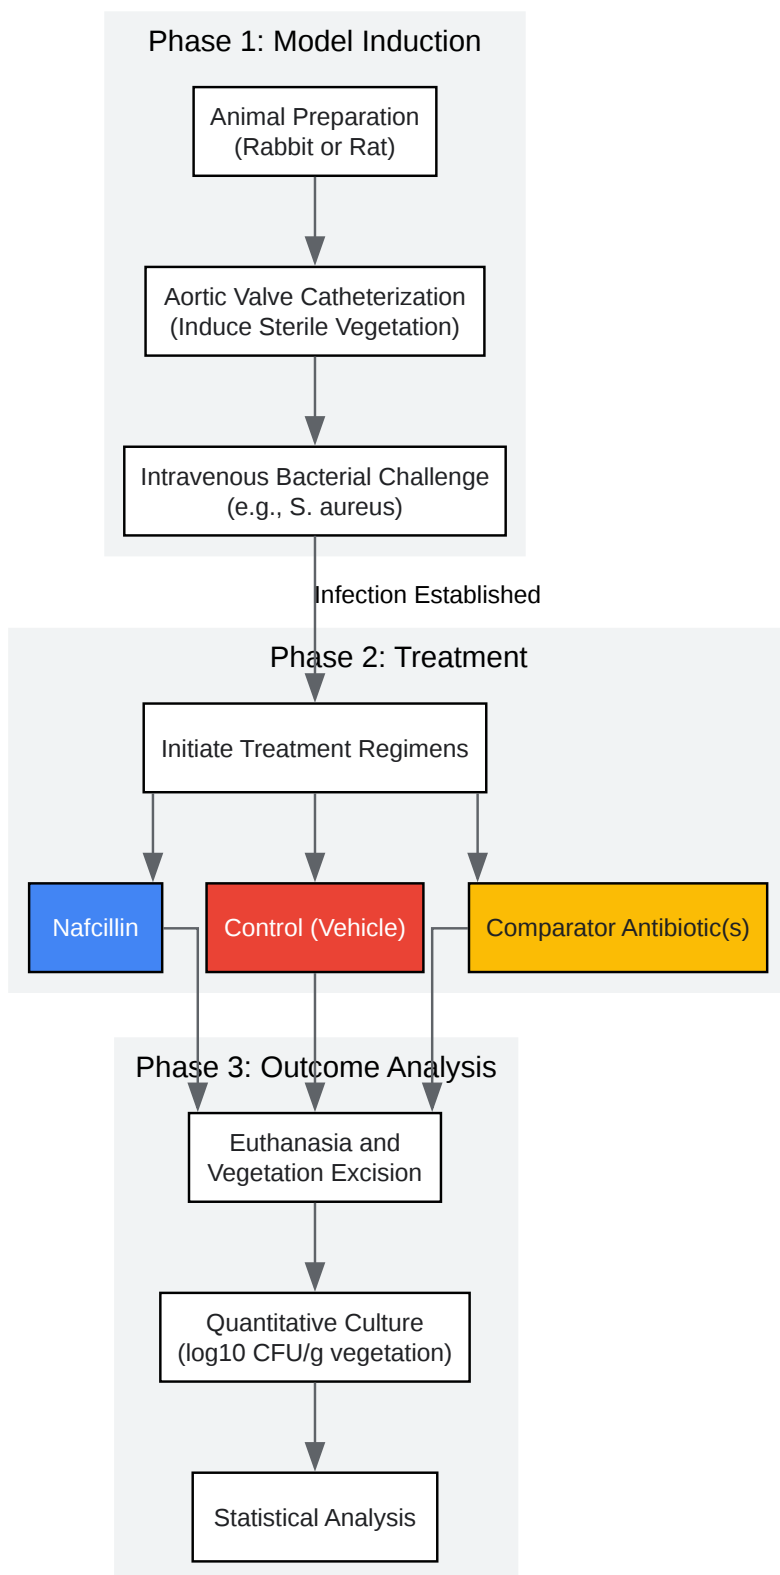 Phase 1: Model Induction
Animal Preparation
(Rabbit or Rat)
Aortic Valve Catheterization
(Induce Sterile Vegetation)
Intravenous Bacterial Challenge
(e.g., S. aureus)
Infection Established
Phase 2: Treatment
Initiate Treatment Regimens
Nafcillin
Control (Vehicle)
Comparator Antibiotic(s)
Phase 3: Outcome Analysis
Euthanasia and
Vegetation Excision
Quantitative Culture
(log10 CFU/g vegetation)
Statistical Analysis